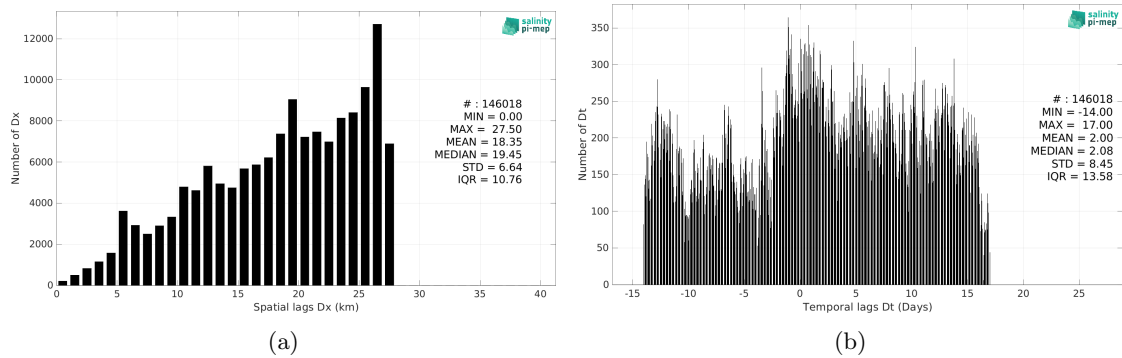 salinity
pi-mep
# : 146018
MIN = 0.00
MAX = 27.50
MEAN = 18.35
MEDIAN = 19.45
STD = 6.64
IQR = 10.76
Number of Dx
12000
10000
8000
6000
4000
2000
0
0 5 10 15 20 25 30 35 40
Spatial lags Dx (km)
(a)
salinity
pi-mep
# : 146018
MIN = -14.00
MAX = 17.00
MEAN = 2.00
MEDIAN = 2.08
STD = 8.45
IQR = 13.58
Number of Dt
350
300
250
200
150
100
50
0
-15 -10 -5 0 5 10 15 20 25
Temporal lags Dt (Days)
(b)